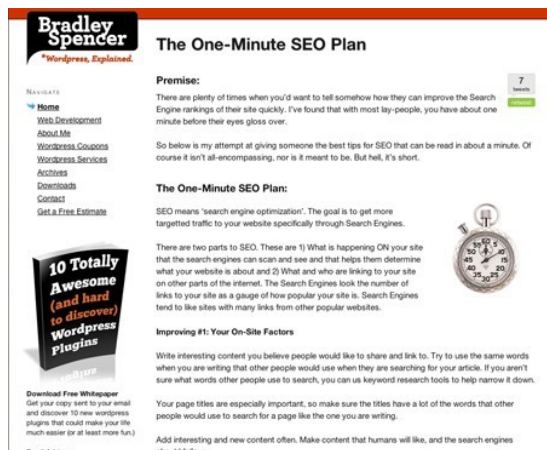 Bradley
Spencer
"Wordpress, Explained.
NAVIGATE
Home
Web Development
About Me
Wordpress Coupons
Wordpress Services
Archives
Downloads
Contact
Get a Free Estimate
10 Totally
Awesome
(and hard
to discover)
Wordpress
Plugins
Download Free Whitepaper
Get your copy sent to your email
and discover 10 new wordpress
plugins that could make your life
much easier (or at least more fun.)
The One-Minute SEO Plan
7
tweets
retweet
Premise:
There are plenty of times when you'd want to tell somehow how they can improve the Search
Engine rankings of their site quickly. I've found that with most lay-people, you have about one
minute before their eyes gloss over.
So below is my attempt at giving someone the best tips for SEO that can be read in about a minute. Of
course it isn't all-encompassing, nor is it meant to be. But hell, it's short.
The One-Minute SEO Plan:
SEO means 'search engine optimization'. The goal is to get more
targetted traffic to your website specifically through Search Engines.
There are two parts to SEO. These are 1) What is happening ON your site
that the search engines can scan and see and that helps them determine
what your website is about and 2) What and who are linking to your site
on other parts of the internet. The Search Engines look the number of
links to your site as a gauge of how popular your site is. Search Engines
tend to like sites with many links from other popular websites.
Improving #1: Your On-Site Factors
Write interesting content you believe people would like to share and link to. Try to use the same words
when you are writing that other people would use when they are searching for your article. If you aren't
sure what words other people use to search, you can us keyword research tools to help narrow it down.
Your page titles are especially important, so make sure the titles have a lot of the words that other
people would use to search for a page like the one you are writing.
Add interesting and new content often. Make content that humans will like, and the search engines